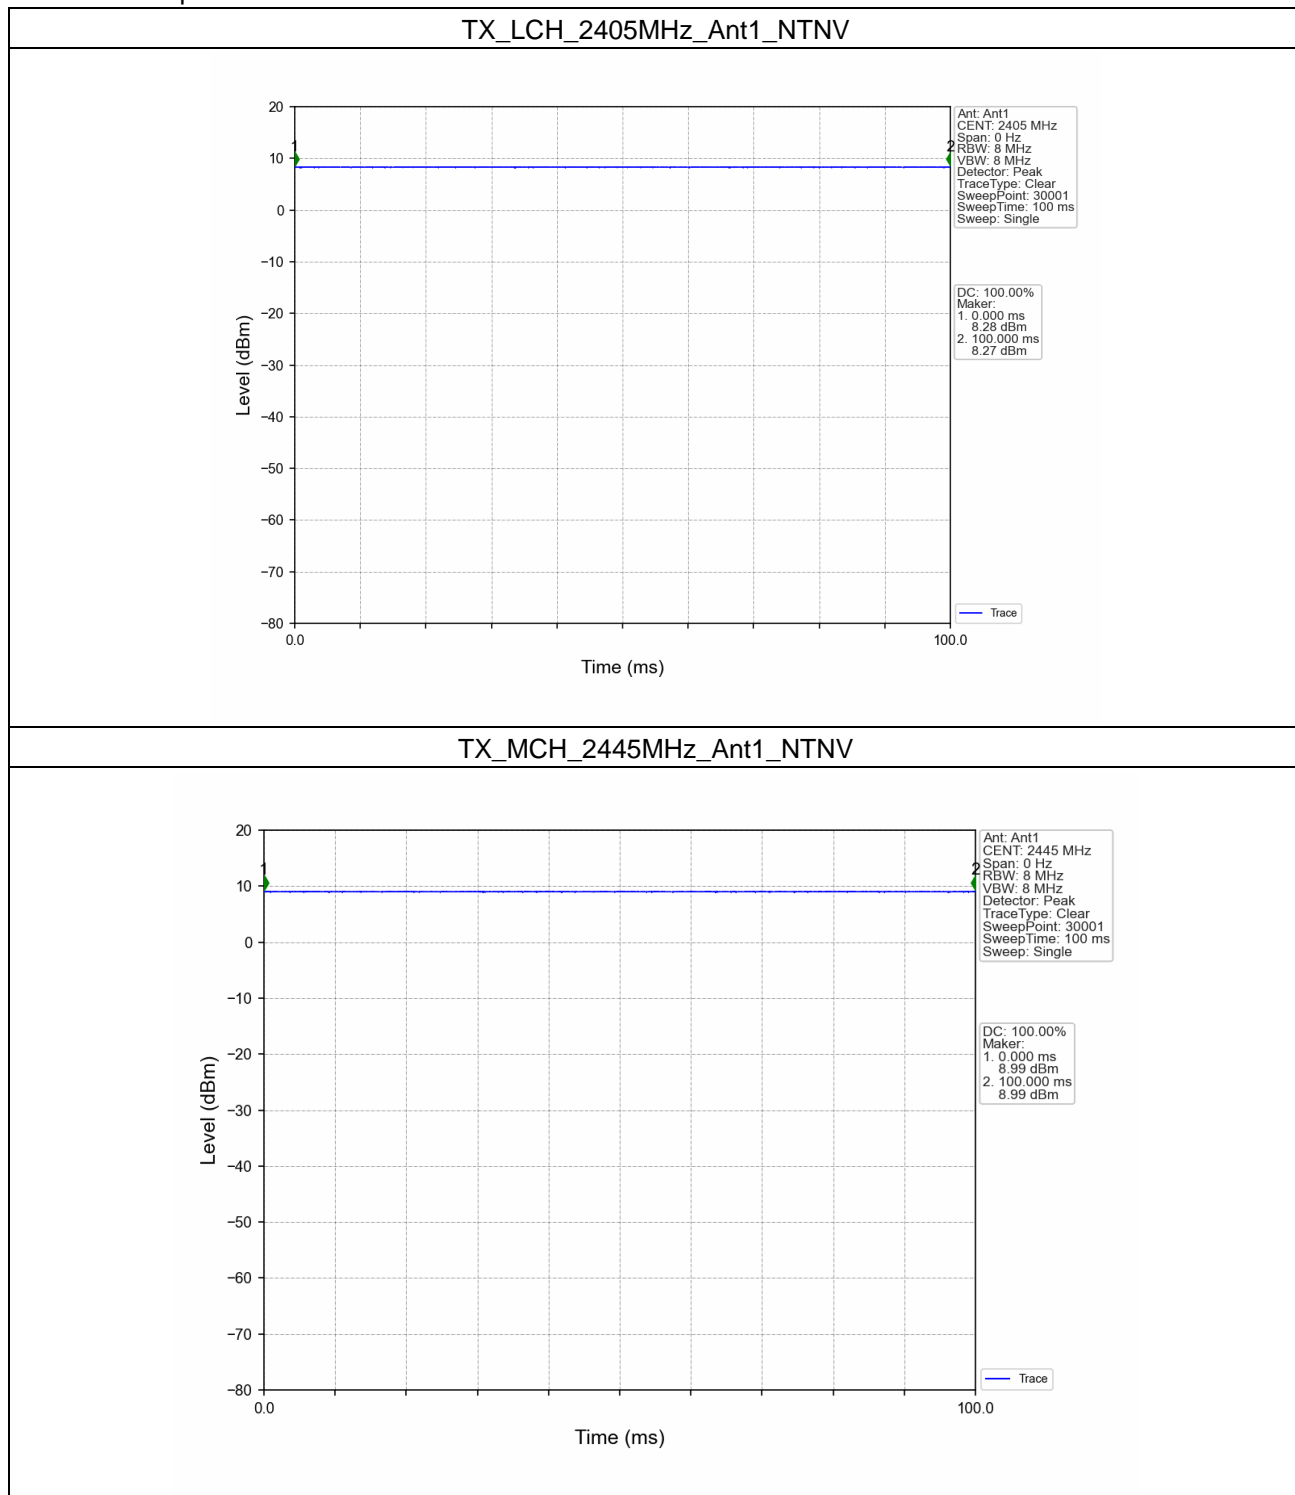 TX_LCH_2405MHz_Ant1_NTNV
20
10
0
−10
−20
−30
−40
−50
−60
−70
−80
0.0
100.0
Level (dBm)
Time (ms)
1
2
Ant: Ant1
CENT: 2405 MHz
Span: 0 Hz
RBW: 8 MHz
VBW: 8 MHz
Detector: Peak
TraceType: Clear
SweepPoint: 30001
SweepTime: 100 ms
Sweep: Single
DC: 100.00%
Maker:
1. 0.000 ms
8.28 dBm
2. 100.000 ms
8.27 dBm
Trace
TX_MCH_2445MHz_Ant1_NTNV
20
10
0
−10
−20
−30
−40
−50
−60
−70
−80
0.0
100.0
Level (dBm)
Time (ms)
1
2
Ant: Ant1
CENT: 2445 MHz
Span: 0 Hz
RBW: 8 MHz
VBW: 8 MHz
Detector: Peak
TraceType: Clear
SweepPoint: 30001
SweepTime: 100 ms
Sweep: Single
DC: 100.00%
Maker:
1. 0.000 ms
8.99 dBm
2. 100.000 ms
8.99 dBm
Trace